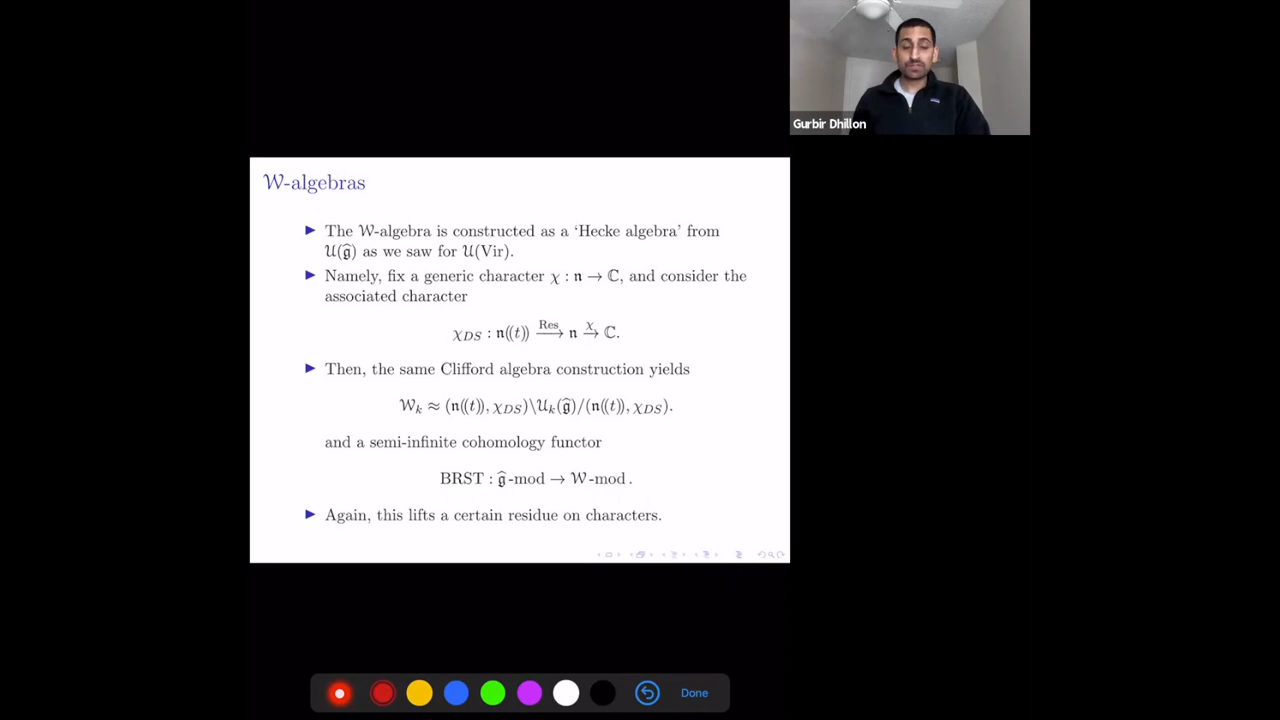 Gurbir Dhillon
𝒲-algebras
▶ The 𝒲-algebra is constructed as a ‘Hecke algebra’ from
𝒰(𝔤̂) as we saw for 𝒰(Vir).
▶ Namely, fix a generic character χ : 𝔫 → ℂ, and consider the
associated character
χ_DS : 𝔫((t)) —Res→ 𝔫 —χ→ ℂ.
▶ Then, the same Clifford algebra construction yields
𝒲_k ≈ (𝔫((t)), χ_DS)\𝒰_k(𝔤̂)/(𝔫((t)), χ_DS).
and a semi-infinite cohomology functor
BRST : 𝔤̂-mod → 𝒲-mod.
▶ Again, this lifts a certain residue on characters.
Done